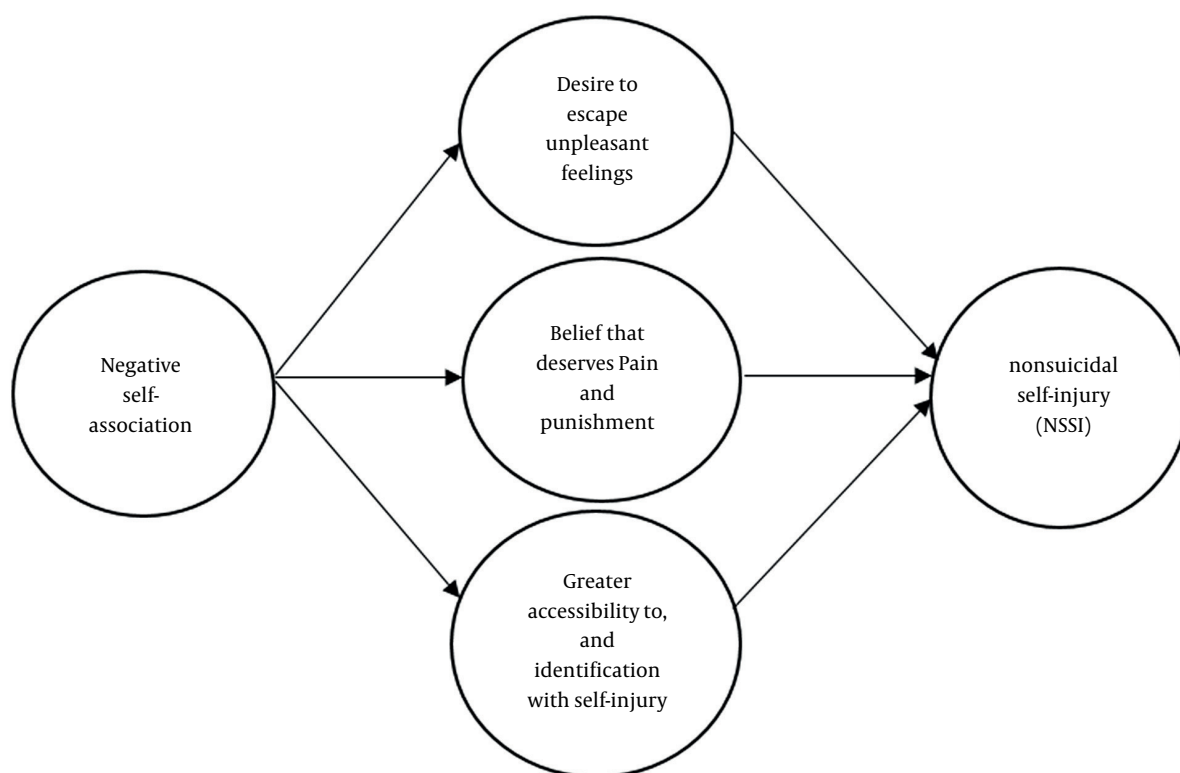 Desire to
escape
unpleasant
feelings
Negative
self-
association
Belief that
deserves Pain
and
punishment
nonsuicidal
self-injury
(NSSI)
Greater
accessibility to,
and
identification
with self-injury